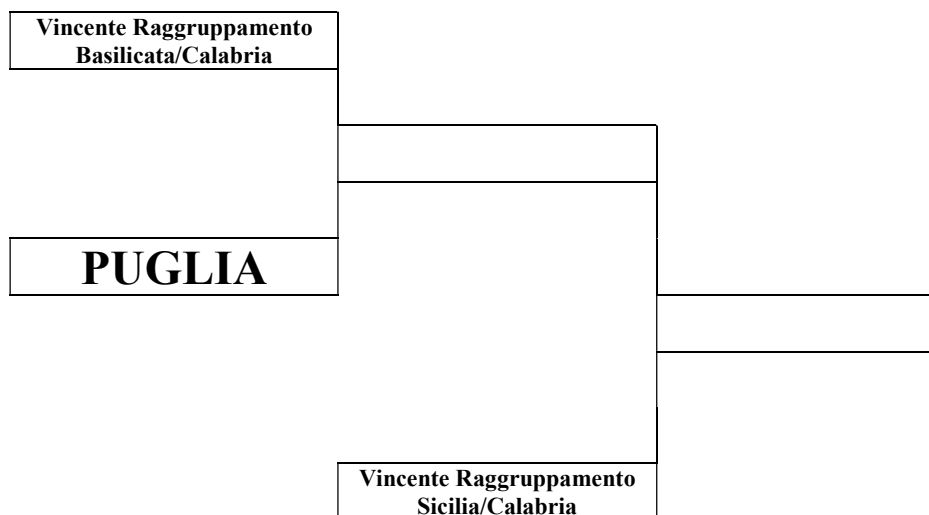 Vincente Raggruppamento
Basilicata/Calabria
PUGLIA
Vincente Raggruppamento
Sicilia/Calabria